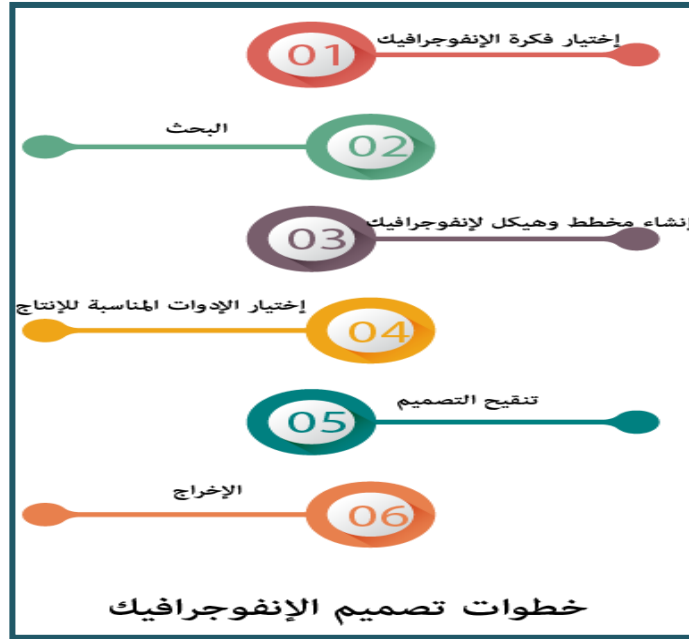 01
إختيار فكرة الإنفوجرافيك
02
البحث
03
إنشاء مخطط وهيكل لإنفوجرافيك
04
إختيار الإدوات المناسبة للإنتاج
05
تنقيح التصميم
06
الإخراج
خطوات تصميم الإنفوجرافيك